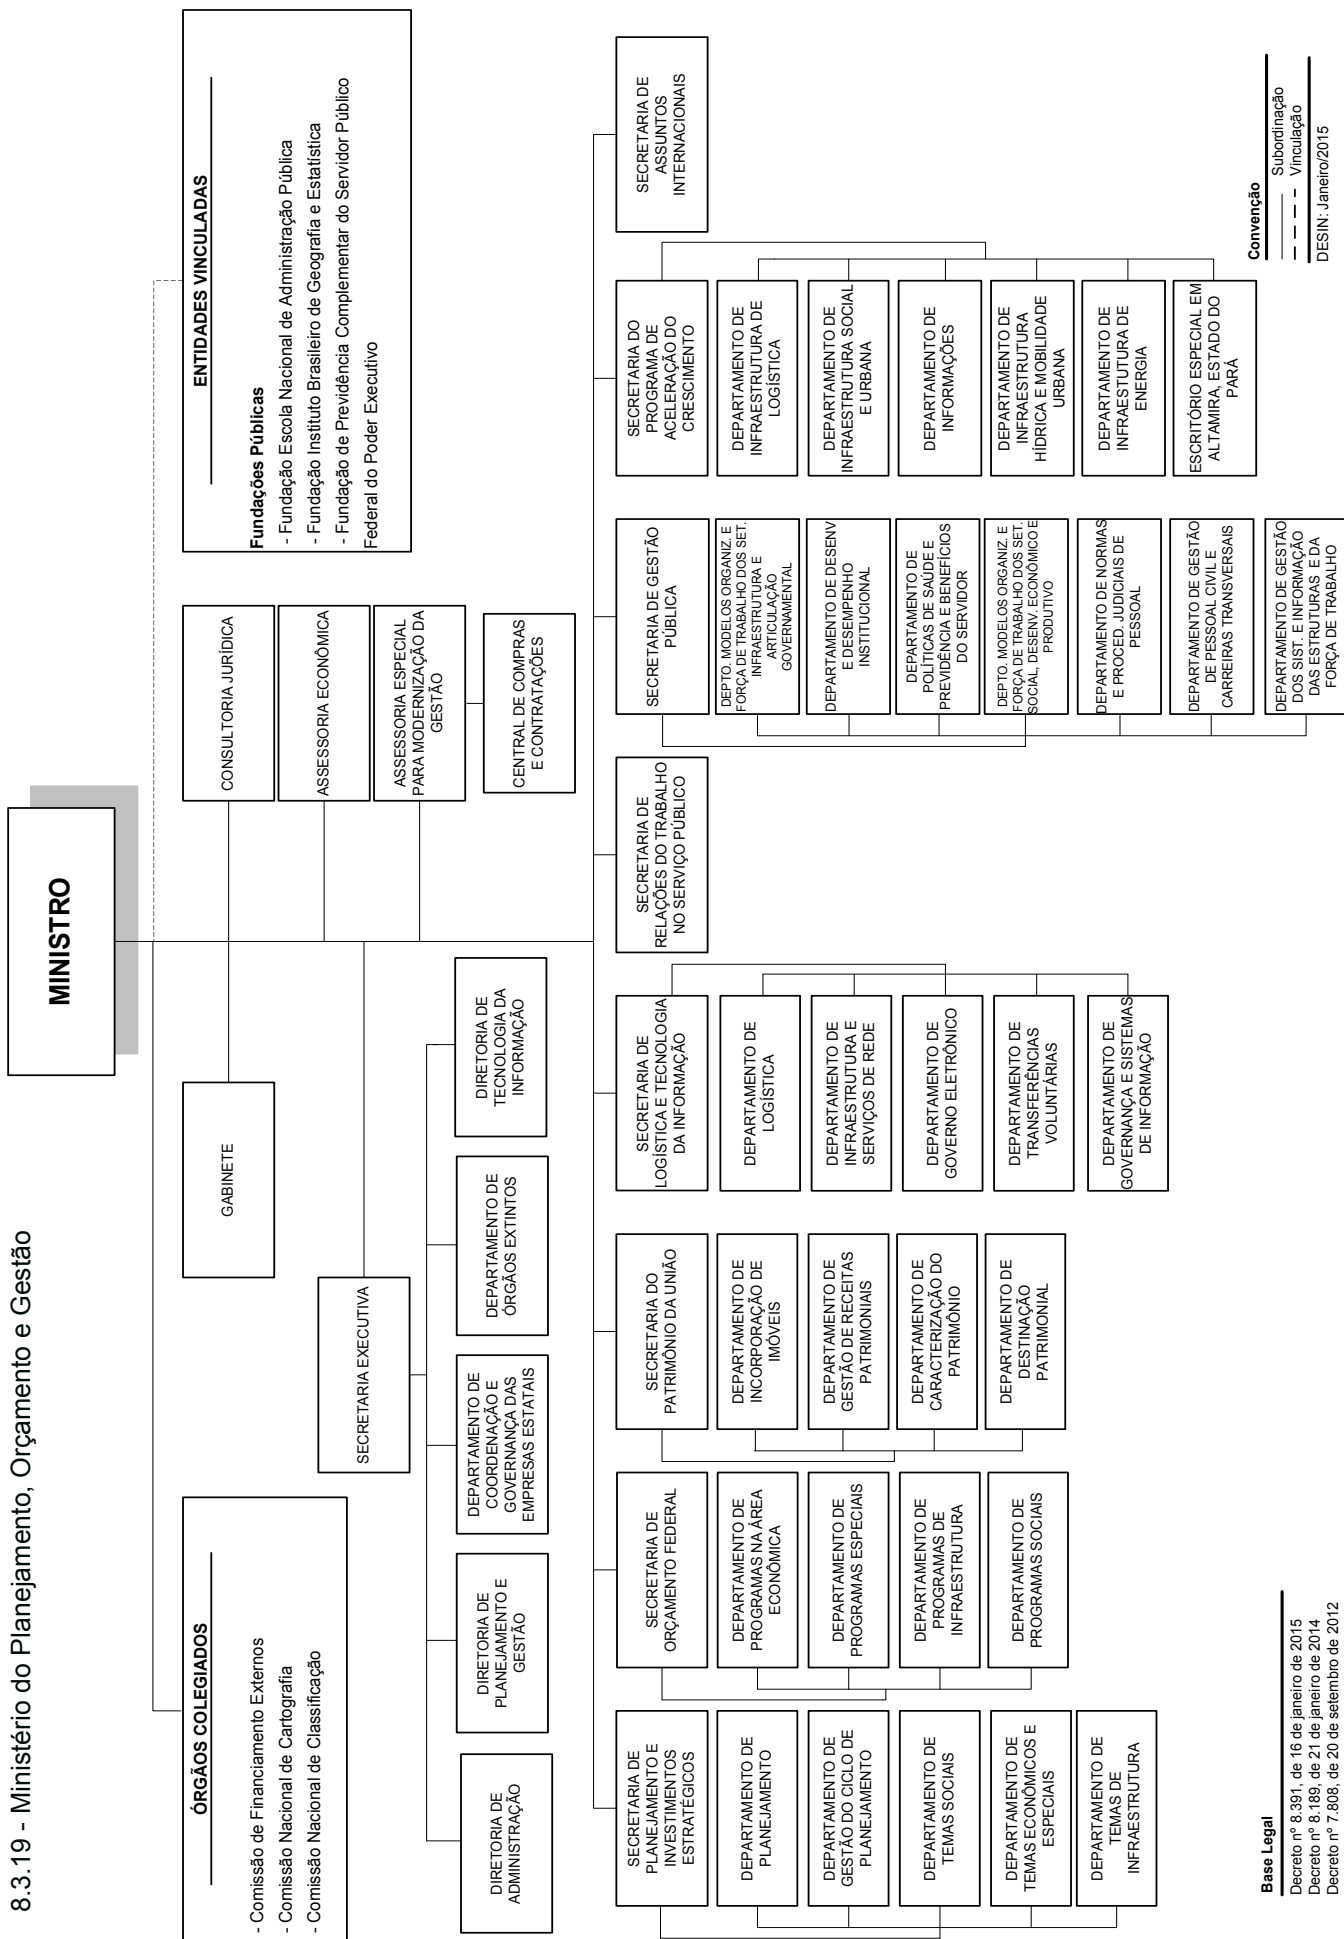 8.3.19 - Ministério do Planejamento, Orçamento e Gestão
MINISTRO
ÓRGÃOS COLEGIADOS
- Comissão de Financiamento Externos
- Comissão Nacional de Cartografia
- Comissão Nacional de Classificação
GABINETE
CONSULTORIA JURÍDICA
ASSESSORIA ECONÔMICA
ASSESSORIA ESPECIAL
PARA MODERNIZAÇÃO DA
GESTÃO
CENTRAL DE COMPRAS
E CONTRATAÇÕES
ENTIDADES VINCULADAS
Fundações Públicas
- Fundação Escola Nacional de Administração Pública
- Fundação Instituto Brasileiro de Geografia e Estatística
- Fundação de Previdência Complementar do Servidor Público
Federal do Poder Executivo
SECRETARIA EXECUTIVA
DIRETORIA DE
ADMINISTRAÇÃO
DIRETORIA DE
PLANEJAMENTO E
GESTÃO
DEPARTAMENTO DE
COORDENAÇÃO E
GOVERNANÇA DAS
EMPRESAS ESTATAIS
DEPARTAMENTO DE
ÓRGÃOS EXTINTOS
DIRETORIA DE
TECNOLOGIA DA
INFORMAÇÃO
SECRETARIA DE
PLANEJAMENTO E
INVESTIMENTOS
ESTRATÉGICOS
DEPARTAMENTO DE
PLANEJAMENTO
DEPARTAMENTO DE
GESTÃO DO CICLO DE
PLANEJAMENTO
DEPARTAMENTO DE
TEMAS SOCIAIS
DEPARTAMENTO DE
TEMAS ECONÔMICOS E
ESPECIAIS
DEPARTAMENTO DE
TEMAS DE
INFRAESTRUTURA
SECRETARIA DE
ORÇAMENTO FEDERAL
DEPARTAMENTO DE
PROGRAMAS NA ÁREA
ECONÔMICA
DEPARTAMENTO DE
PROGRAMAS ESPECIAIS
DEPARTAMENTO DE
PROGRAMAS DE
INFRAESTRUTURA
DEPARTAMENTO DE
PROGRAMAS SOCIAIS
SECRETARIA DO
PATRIMÔNIO DA UNIÃO
DEPARTAMENTO DE
INCORPORAÇÃO DE
IMÓVEIS
DEPARTAMENTO DE
GESTÃO DE RECEITAS
PATRIMONIAIS
DEPARTAMENTO DE
CARACTERIZAÇÃO DO
PATRIMÔNIO
DEPARTAMENTO DE
DESTINAÇÃO
PATRIMONIAL
SECRETARIA DE
LOGÍSTICA E TECNOLOGIA
DA INFORMAÇÃO
DEPARTAMENTO DE
LOGÍSTICA
DEPARTAMENTO DE
INFRAESTRUTURA E
SERVIÇOS DE REDE
DEPARTAMENTO DE
GOVERNO ELETRÔNICO
DEPARTAMENTO DE
TRANSFERÊNCIAS
VOLUNTÁRIAS
DEPARTAMENTO DE
GOVERNANÇA E SISTEMAS
DE INFORMAÇÃO
SECRETARIA DE
RELAÇÕES DO TRABALHO
NO SERVIÇO PÚBLICO
SECRETARIA DE GESTÃO
PÚBLICA
DEPTO. MODELOS ORGANIZ. E
FORÇA DE TRABALHO DOS SET.
INFRAESTRUTURA E
ARTICULAÇÃO
GOVERNAMENTAL
DEPARTAMENTO DE DESENV
E DESEMPENHO
INSTITUCIONAL
DEPARTAMENTO DE
POLÍTICAS DE SAÚDE E
PREVIDÊNCIA E BENEFÍCIOS
DO SERVIDOR
DEPTO. MODELOS ORGANIZ. E
FORÇA DE TRABALHO DOS SET.
SOCIAL, DESENV. ECONÔMICO E
PRODUTIVO
DEPARTAMENTO DE NORMAS
E PROCED. JUDICIAIS DE
PESSOAL
DEPARTAMENTO DE GESTÃO
DE PESSOAL CIVIL E
CARREIRAS TRANSVERSAIS
DEPARTAMENTO DE GESTÃO
DOS SIST. E INFORMAÇÃO
DAS ESTRUTURAS E DA
FORÇA DE TRABALHO
SECRETARIA DO
PROGRAMA DE
ACELERAÇÃO DO
CRESCIMENTO
DEPARTAMENTO DE
INFRAESTRUTURA DE
LOGÍSTICA
DEPARTAMENTO DE
INFRAESTRUTURA SOCIAL
E URBANA
DEPARTAMENTO DE
INFORMAÇÕES
DEPARTAMENTO DE
INFRAESTRUTURA
HÍDRICA E MOBILIDADE
URBANA
DEPARTAMENTO DE
INFRAESTUTURA DE
ENERGIA
ESCRITÓRIO ESPECIAL EM
ALTAMIRA, ESTADO DO
PARÁ
SECRETARIA DE
ASSUNTOS
INTERNACIONAIS
Base Legal
Decreto nº 8.391, de 16 de janeiro de 2015
Decreto nº 8.189, de 21 de janeiro de 2014
Decreto nº 7.808, de 20 de setembro de 2012
Convenção
Subordinação
Vinculação
DESIN: Janeiro/2015